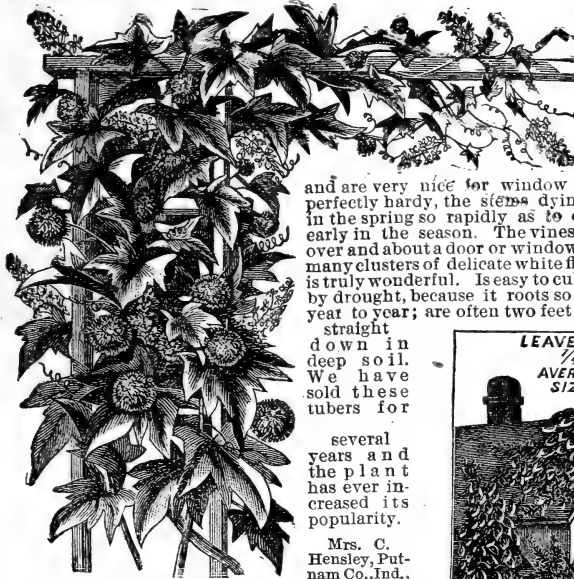 and are very nice for window
perfectly hardy, the stems dyin
in the spring so rapidly as to
early in the season. The vines
over and about a door or window
many clusters of delicate white fl
is truly wonderful. Is easy to cu
by drought, because it roots so
year to year; are often two feet
straight
down in
deep soil.
We have
sold these
tubers for
several
years and
the plant
has ever in-
creased its
popularity.
Mrs. C.
Hensley, Put-
nam Co., Ind.,
LEAVE
1/4
AVER
SIZ